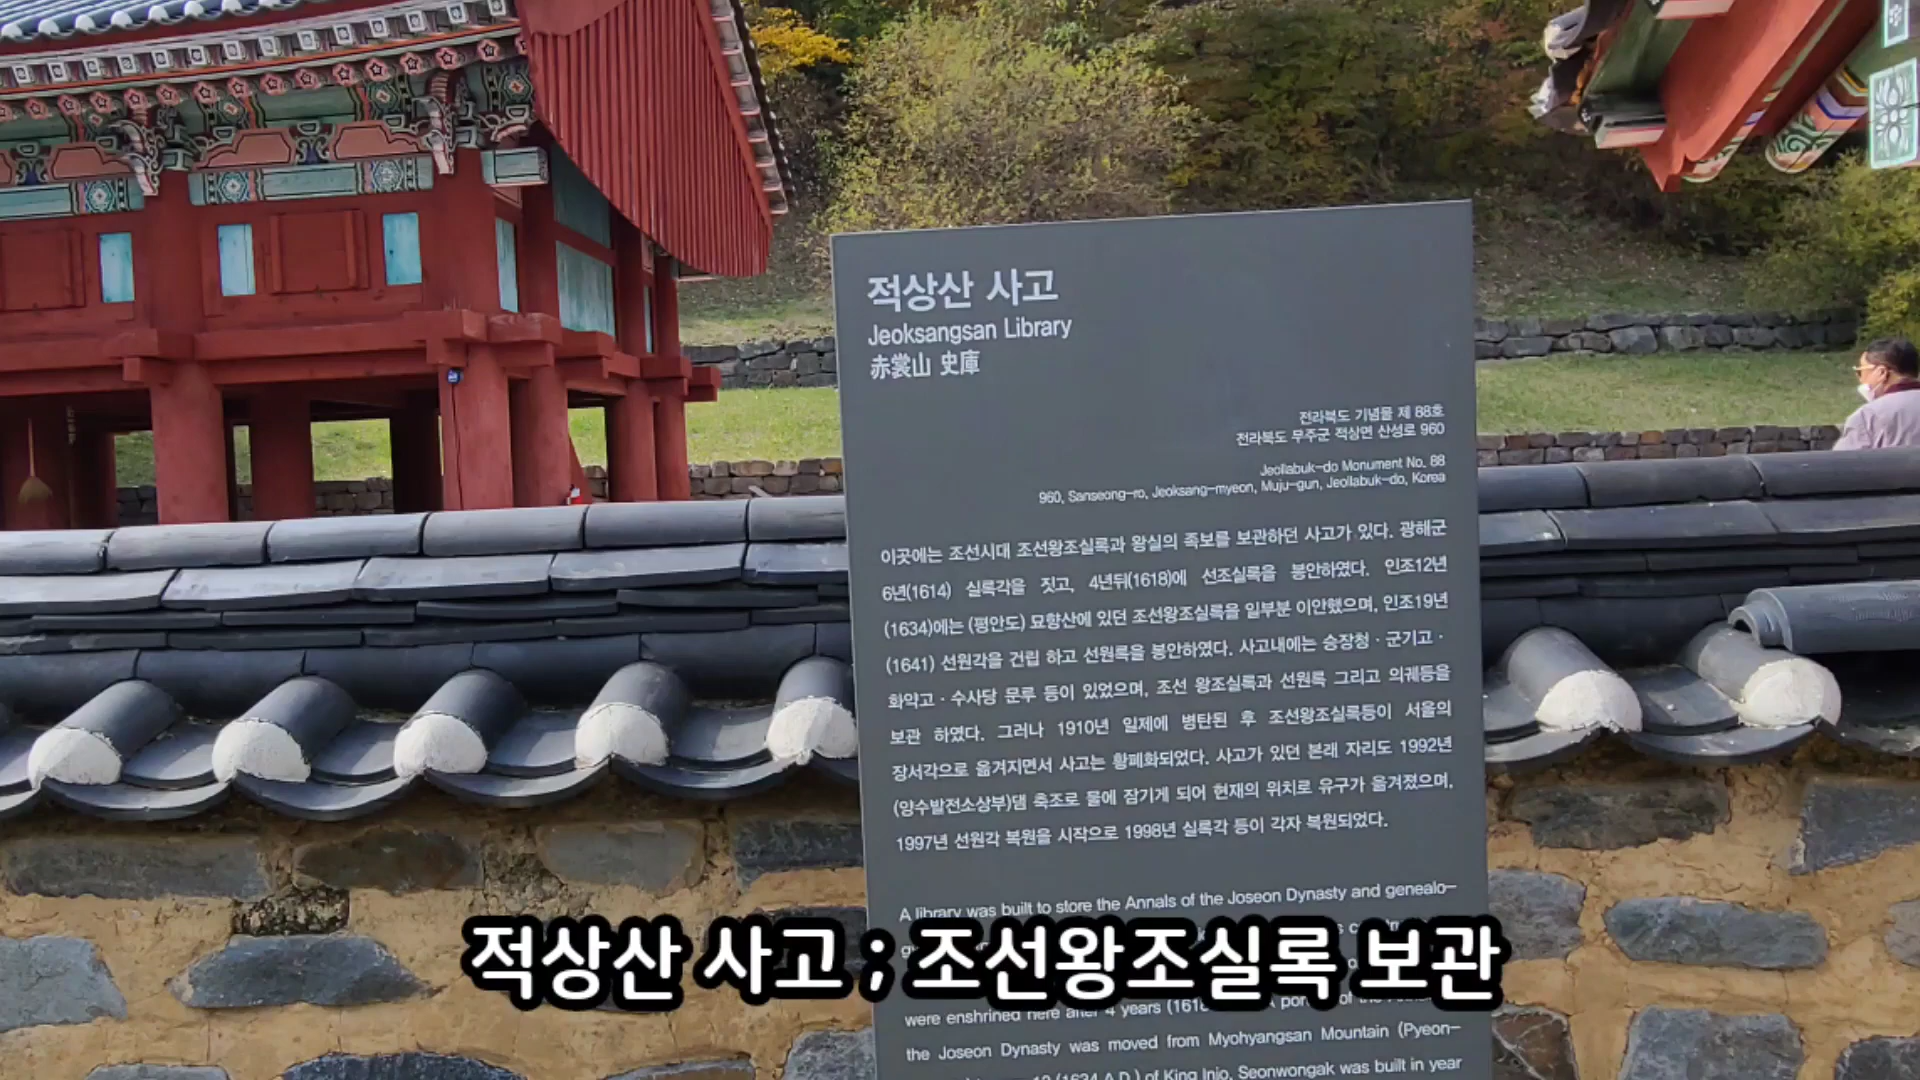 적상산 사고
Jeoksangsan Library
赤裳山 史庫
전라북도 기념물 제 88호
전라북도 무주군 적상면 산성로 960
Jeollabuk-do Monument No. 88
960, Sanseong-ro, Jeoksang-myeon, Muju-gun, Jeollabuk-do, Korea
이곳에는 조선시대 조선왕조실록과 왕실의 족보를 보관하던 사고가 있다. 광해군
6년(1614) 실록각을 짓고, 4년뒤(1618)에 선조실록을 봉안하였다. 인조12년
(1634)에는 (평안도) 묘향산에 있던 조선왕조실록을 일부분 이안했으며, 인조19년
(1641) 선원각을 건립 하고 선원록을 봉안하였다. 사고내에는 승장청 · 군기고 ·
화약고 · 수사당 문루 등이 있었으며, 조선 왕조실록과 선원록 그리고 의궤등을
보관 하였다. 그러나 1910년 일제에 병탄된 후 조선왕조실록등이 서울의
장서각으로 옮겨지면서 사고는 황폐화되었다. 사고가 있던 본래 자리도 1992년
(양수발전소상부)댐 축조로 물에 잠기게 되어 현재의 위치로 유구가 옮겨졌으며,
1997년 선원각 복원을 시작으로 1998년 실록각 등이 각자 복원되었다.
A library was built to store the Annals of the Joseon Dynasty and genealo-
적상산 사고 ; 조선왕조실록 보관
were enshrined here after 4 years (1618
the Joseon Dynasty was moved from Myohyangsan Mountain (Pyeon-
(1634 A.D.) of King Injo, Seonwongak was built in year